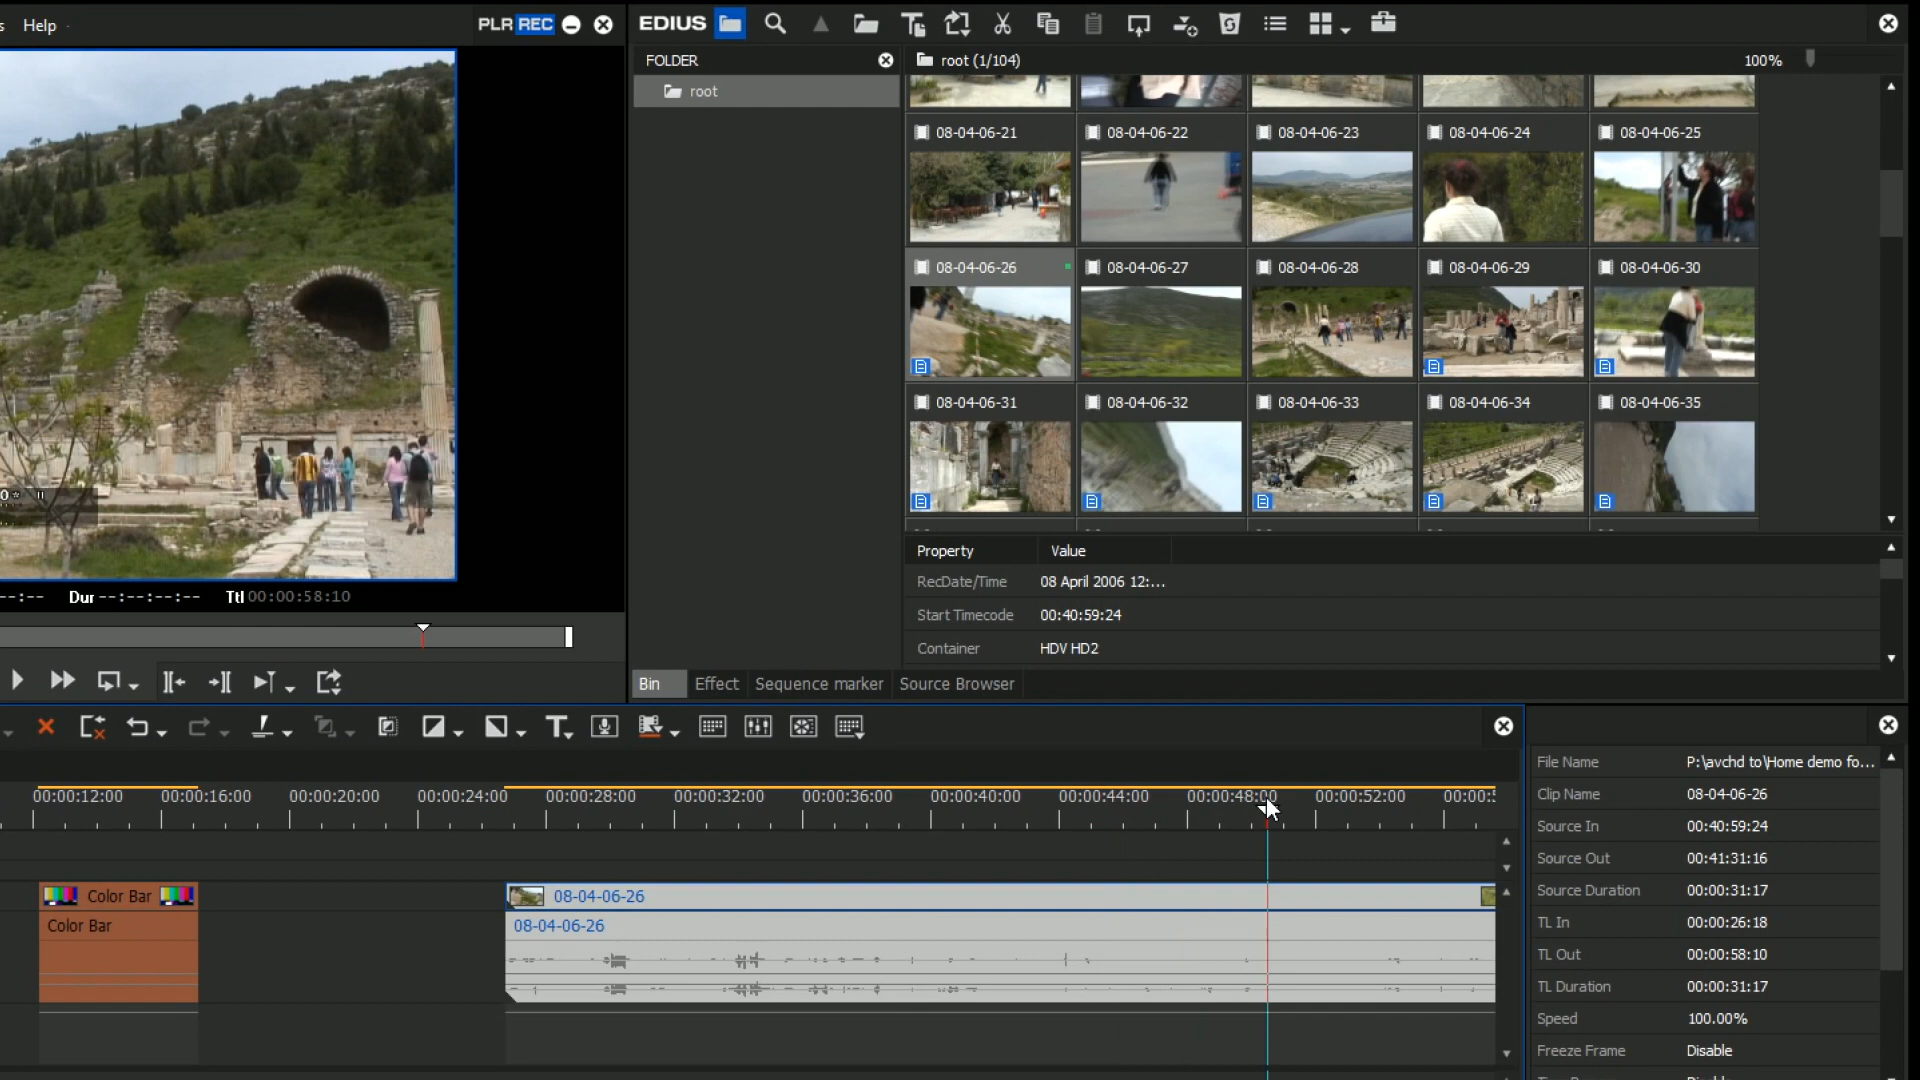 s Help
PLR REC
EDIUS
FOLDER
root
root (1/104)
100%
08-04-06-21
08-04-06-22
08-04-06-23
08-04-06-24
08-04-06-25
08-04-06-26
08-04-06-27
08-04-06-28
08-04-06-29
08-04-06-30
08-04-06-31
08-04-06-32
08-04-06-33
08-04-06-34
08-04-06-35
Property Value
RecDate/Time 08 April 2006 12:...
Start Timecode 00:40:59:24
Container HDV HD2
--:-- Dur --:--:--:-- Ttl 00:00:58:10
Bin Effect Sequence marker Source Browser
00:00:12:00 00:00:16:00 00:00:20:00 00:00:24:00 00:00:28:00 00:00:32:00 00:00:36:00 00:00:40:00 00:00:44:00 00:00:48:00 00:00:52:00 00:00:5
Color Bar
Color Bar
08-04-06-26
08-04-06-26
File Name P:\avchd to\Home demo fo...
Clip Name 08-04-06-26
Source In 00:40:59:24
Source Out 00:41:31:16
Source Duration 00:00:31:17
TL In 00:00:26:18
TL Out 00:00:58:10
TL Duration 00:00:31:17
Speed 100.00%
Freeze Frame Disable